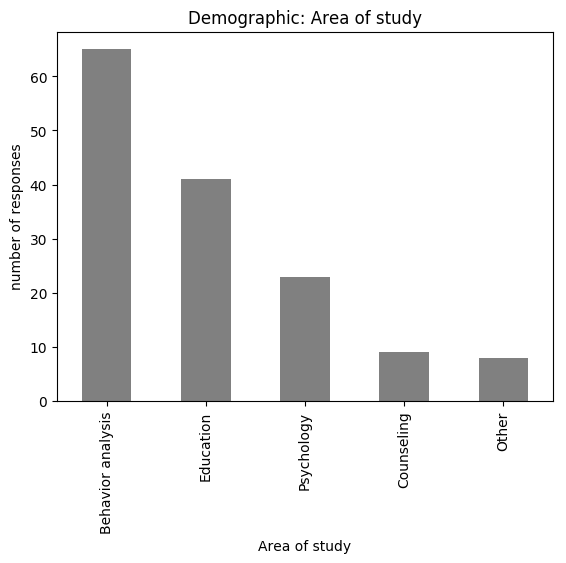 Demographic: Area of study
number of responses
60
50
40
30
20
10
0
Behavior analysis
Education
Psychology
Counseling
Other
Area of study